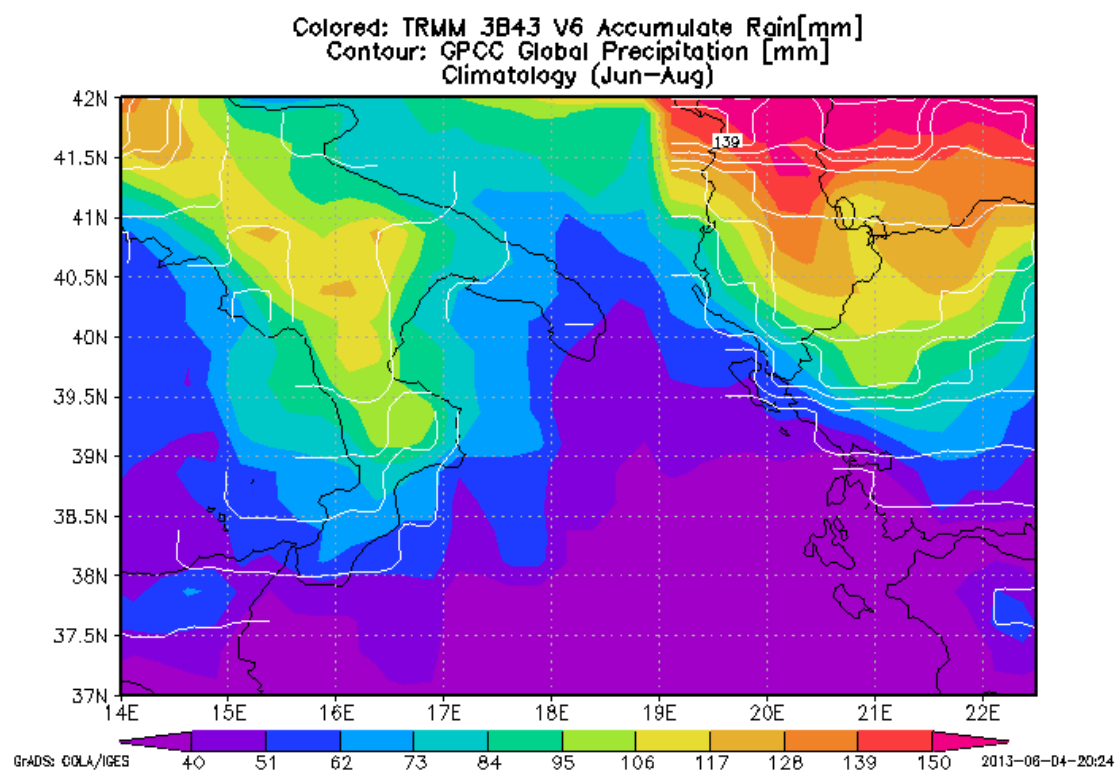 Colored: TRMM 3B43 V6 Accumulate Rain[mm]
Contour: GPCC Global Precipitation [mm]
Climatology (Jun-Aug)
42N
41.5N
41N
40.5N
40N
39.5N
39N
38.5N
38N
37.5N
37N
139
14E 15E 16E 17E 18E 19E 20E 21E 22E
40 51 62 73 84 95 106 117 128 139 150
GrADS: COLA/IGES 2013-06-04-20:24